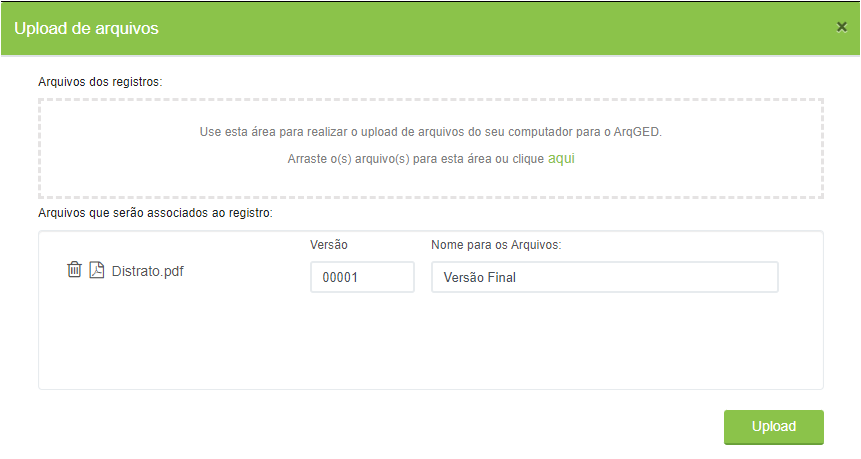 Upload de arquivos
Arquivos dos registros:
Use esta área para realizar o upload de arquivos do seu computador para o ArqGED.
Arraste o(s) arquivo(s) para esta área ou clique aqui
Arquivos que serão associados ao registro:
Versão Nome para os Arquivos:
Distrato.pdf 00001 Versão Final
Upload